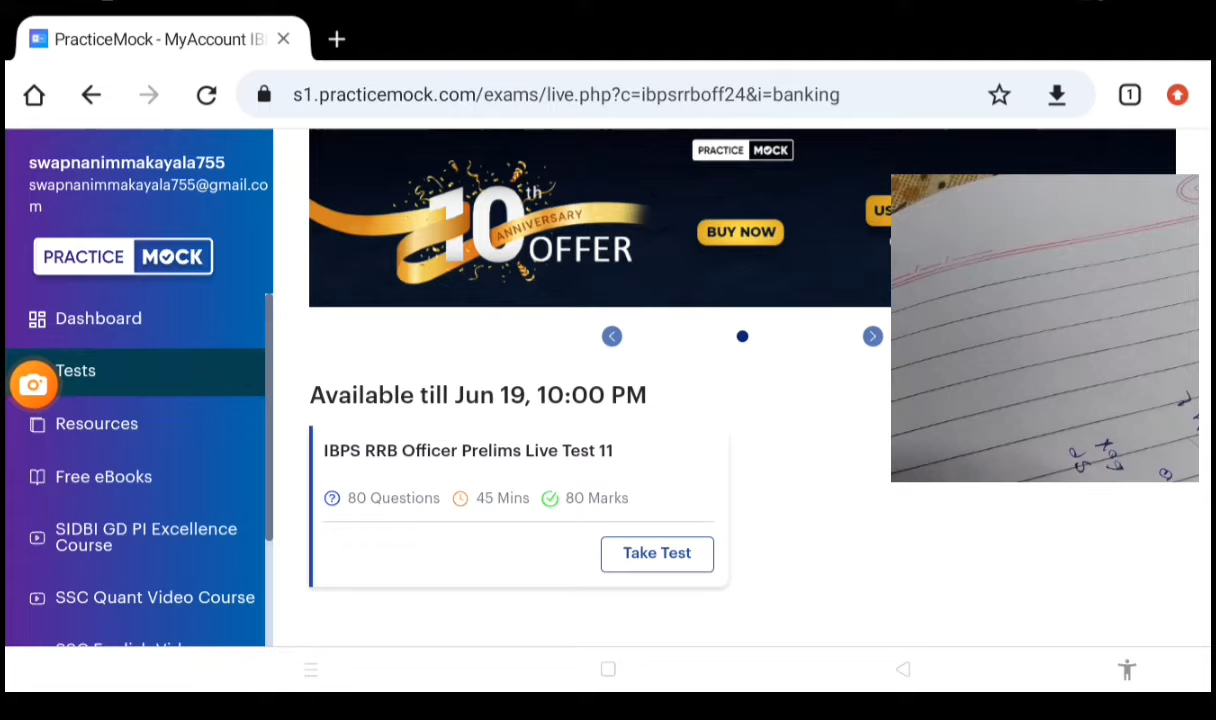 PracticeMock - MyAccount IB
s1.practicemock.com/exams/live.php?c=ibpsrrboff24&i=banking
1
swapnanimmakayala755
swapnanimmakayala755@gmail.co
m
PRACTICE MOCK
Dashboard
Tests
Resources
Free eBooks
SIDBI GD PI Excellence
Course
SSC Quant Video Course
PRACTICE MOCK
10th
ANNIVERSARY
OFFER
BUY NOW
US
Available till Jun 19, 10:00 PM
IBPS RRB Officer Prelims Live Test 11
80 Questions 45 Mins 80 Marks
Take Test